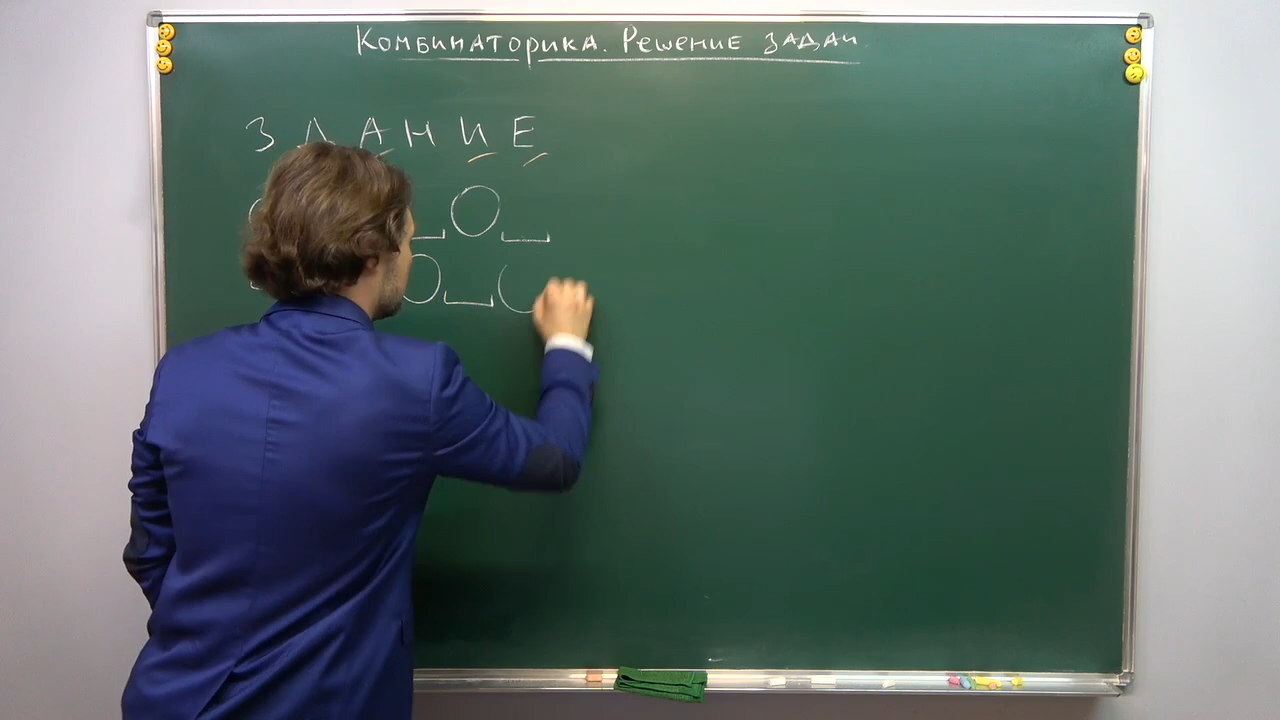 Комбинаторика. Решение задач.
З Д А Н И Е